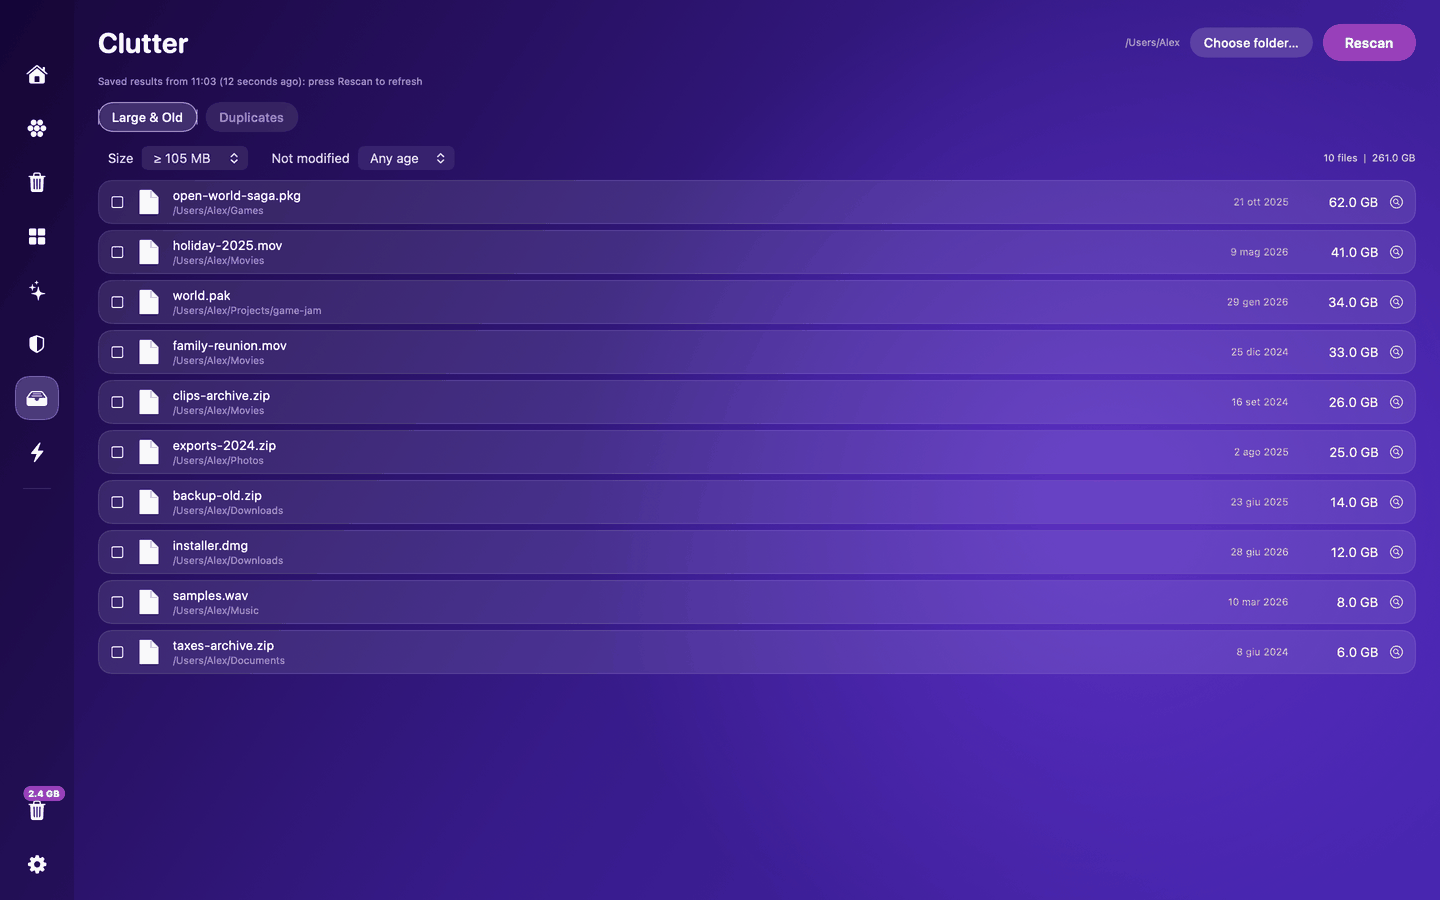 Clutter
/Users/Alex
Choose folder...
Rescan
Saved results from 11:03 (12 seconds ago): press Rescan to refresh
Large & Old
Duplicates
Size
≥ 105 MB
Not modified
Any age
10 files | 261.0 GB
open-world-saga.pkg
/Users/Alex/Games
21 ott 2025
62.0 GB
holiday-2025.mov
/Users/Alex/Movies
9 mag 2026
41.0 GB
world.pak
/Users/Alex/Projects/game-jam
29 gen 2026
34.0 GB
family-reunion.mov
/Users/Alex/Movies
25 dic 2024
33.0 GB
clips-archive.zip
/Users/Alex/Movies
16 set 2024
26.0 GB
exports-2024.zip
/Users/Alex/Photos
2 ago 2025
25.0 GB
backup-old.zip
/Users/Alex/Downloads
23 giu 2025
14.0 GB
installer.dmg
/Users/Alex/Downloads
28 giu 2026
12.0 GB
samples.wav
/Users/Alex/Music
10 mar 2026
8.0 GB
taxes-archive.zip
/Users/Alex/Documents
8 giu 2024
6.0 GB
2.4 GB